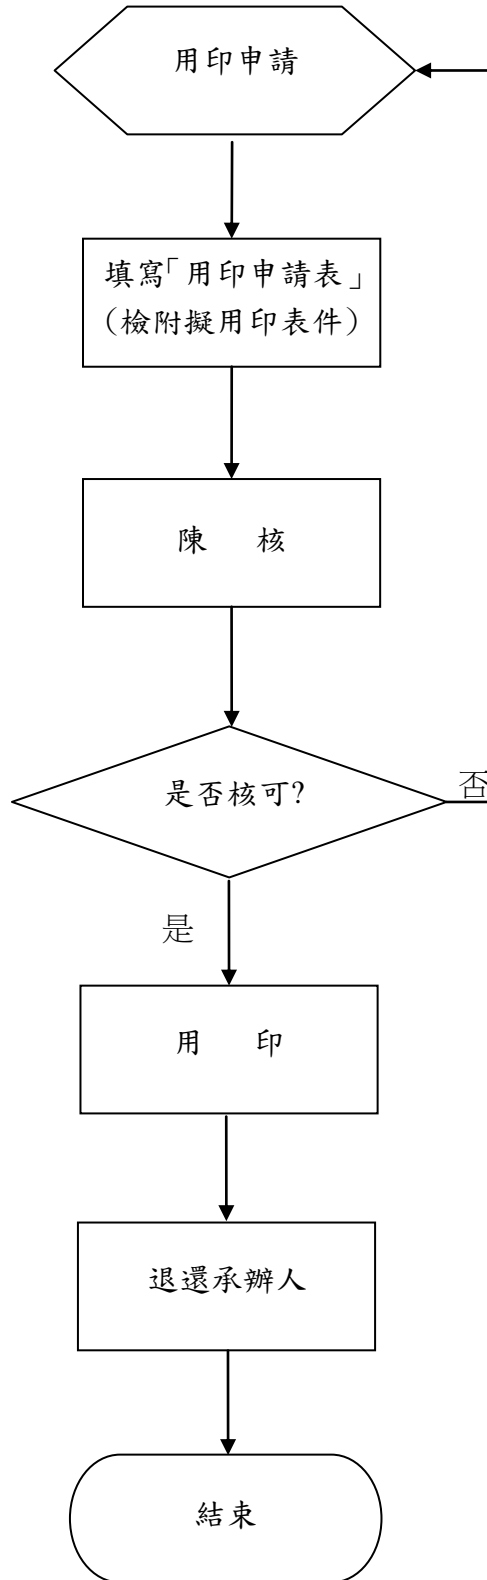 用印申請
填寫「用印申請表」
(檢附擬用印表件)
陳 核
是否核可?
否
是
用 印
退還承辦人
結束